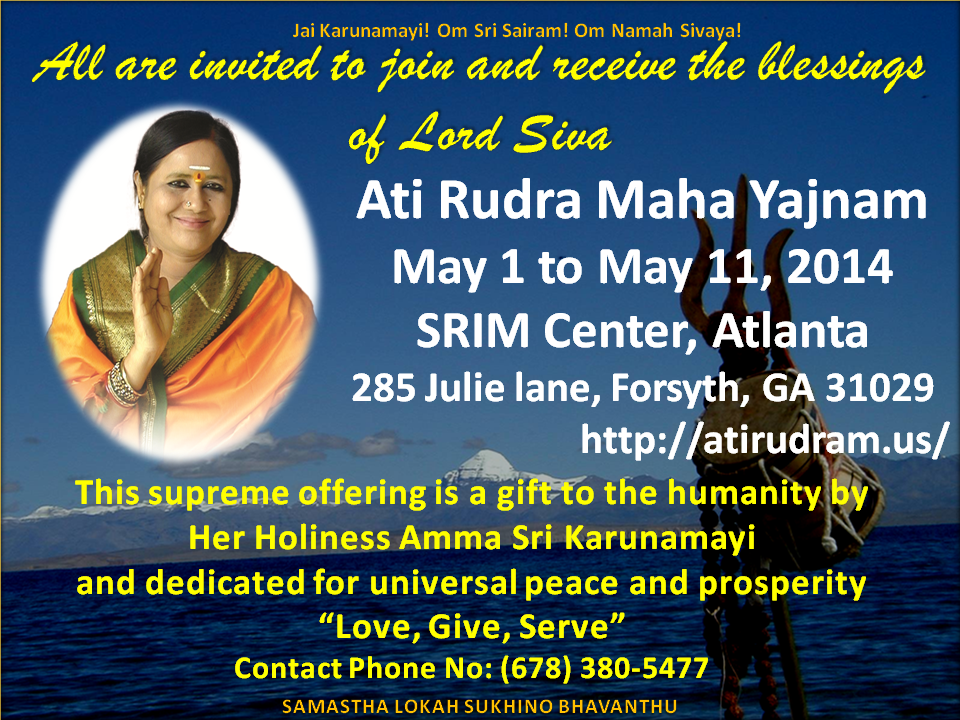 Jai Karunamayi! Om Sri Sairam! Om Namah Sivaya!
All are invited to join and receive the blessings
of Lord Siva
Ati Rudra Maha Yajnam
May 1 to May 11, 2014
SRIM Center, Atlanta
285 Julie lane, Forsyth, GA 31029
http://atirudram.us/
This supreme offering is a gift to the humanity by
Her Holiness Amma Sri Karunamayi
and dedicated for universal peace and prosperity
“Love, Give, Serve”
Contact Phone No: (678) 380-5477
SAMASTHA LOKAH SUKHINO BHAVANTHU